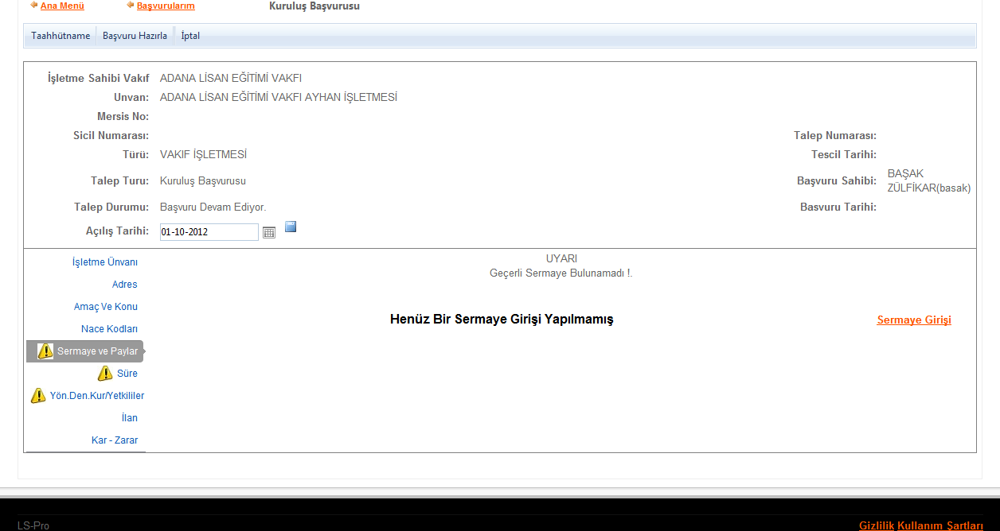 Ana Menü Başvurularım Kuruluş Başvurusu
Taahhütname Başvuru Hazırla İptal
İşletme Sahibi Vakıf ADANA LİSAN EĞİTİMİ VAKFI
Unvan: ADANA LİSAN EĞİTİMİ VAKFI AYHAN İŞLETMESİ
Mersis No:
Sicil Numarası: Talep Numarası:
Türü: VAKIF İŞLETMESİ Tescil Tarihi:
Talep Turu: Kuruluş Başvurusu Başvuru Sahibi: BAŞAK
ZÜLFİKAR(basak)
Talep Durumu: Başvuru Devam Ediyor. Basvuru Tarihi:
Açılış Tarihi: 01-10-2012
İşletme Ünvanı
Adres
Amaç Ve Konu
Nace Kodları
Sermaye ve Paylar
Süre
Yön.Den.Kur/Yetkililer
İlan
Kar - Zarar
UYARI
Geçerli Sermaye Bulunamadı !.
Henüz Bir Sermaye Girişi Yapılmamış
Sermaye Girişi
LS-Pro
Gizlilik Kullanım Şartları